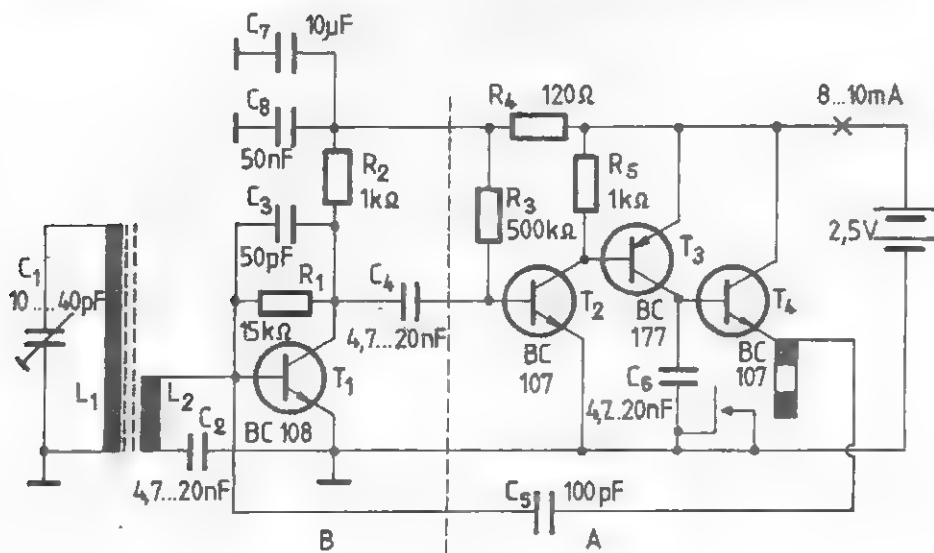 C7
10µF
R4 120Ω
8...10mA
C8
50nF
R2
1kΩ
R3
500kΩ
R5
1kΩ
C3
50pF
2,5V
C1
10....40pF
R1
15kΩ
C4
4,7...20nF
T3
T2
BC
107
BC
177
T4
BC
107
T1
BC 108
C6
4,7..20nF
L1
L2
C2
4,7...20nF
C5
100pF
B
A